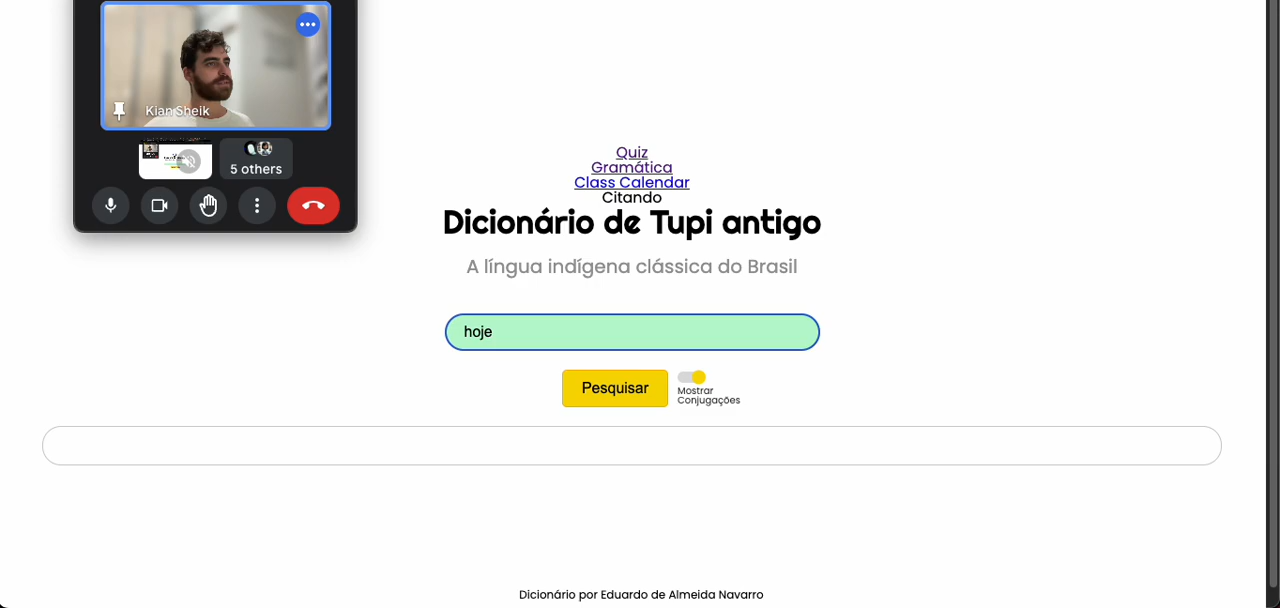 Kian Sheik
5 others
Quiz
Gramática
Class Calendar
Citando
Dicionário de Tupi antigo
A língua indígena clássica do Brasil
hoje
Pesquisar
Mostrar
Conjugações
Dicionário por Eduardo de Almeida Navarro